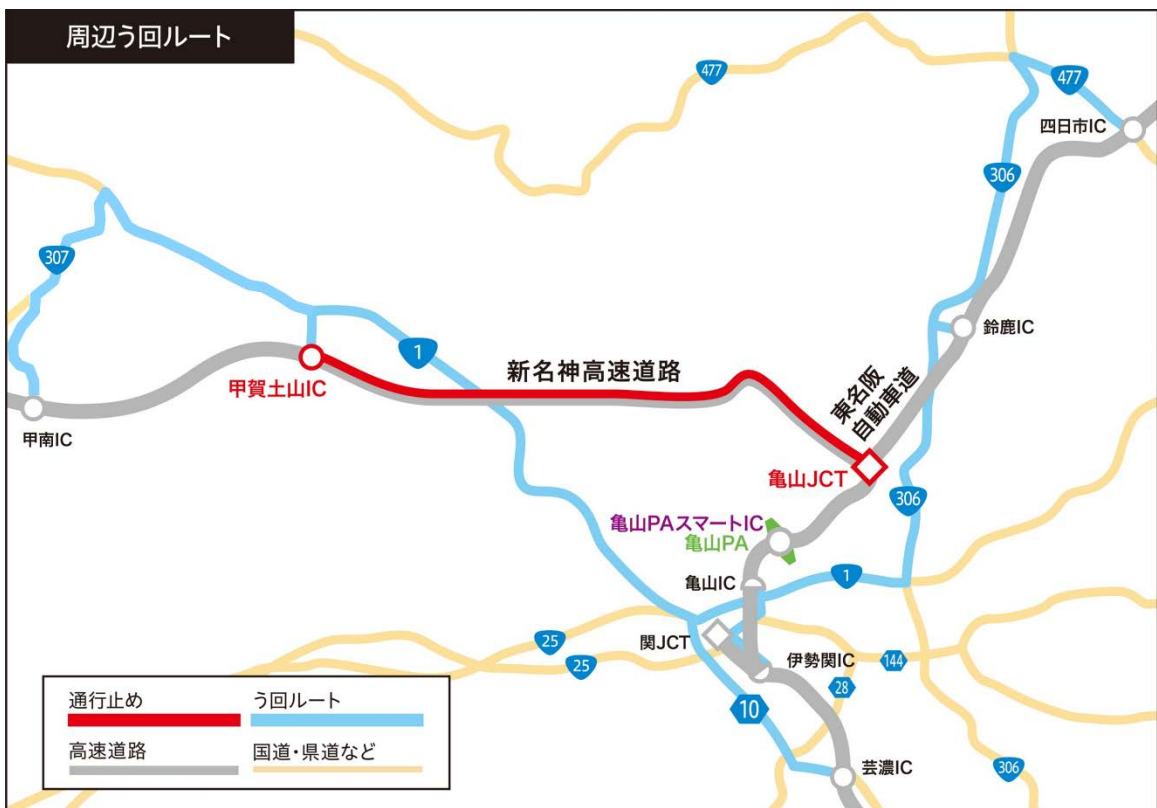 周辺う回ルート
477
477
四日市IC
306
307
鈴鹿IC
1
新名神高速道路
甲賀土山IC
東名阪
自動車道
甲南IC
亀山JCT
306
亀山PAスマートIC
亀山PA
亀山IC
1
関JCT
25
25
伊勢関IC
144
28
10
芸濃IC
306
通行止め
う回ルート
高速道路
国道・県道など